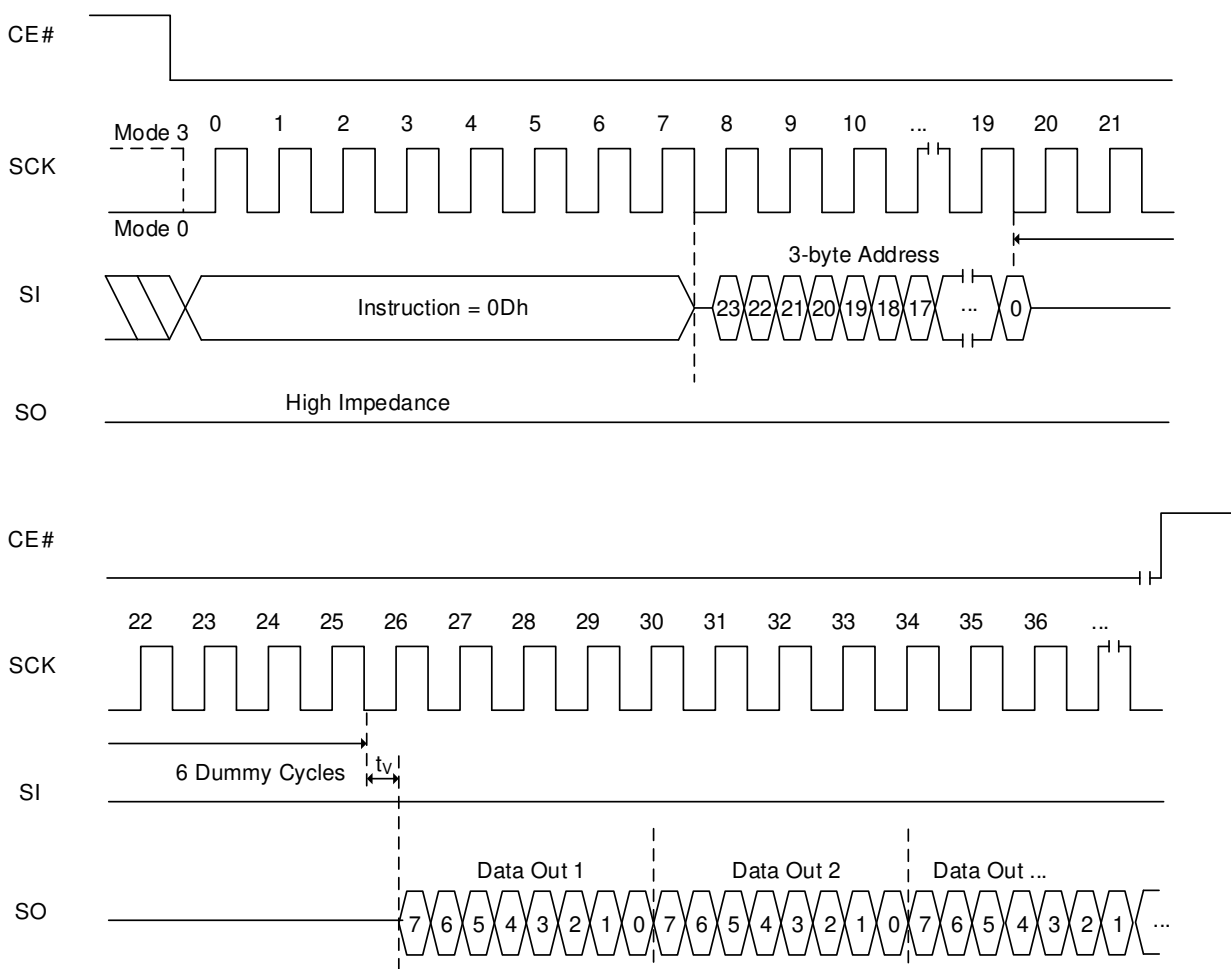 CE#
Mode 3 0 1 2 3 4 5 6 7 8 9 10 ... 19 20 21
SCK
Mode 0
3-byte Address
SI Instruction = 0Dh 23 22 21 20 19 18 17 ... 0
High Impedance
SO
CE#
22 23 24 25 26 27 28 29 30 31 32 33 34 35 36 ...
SCK
6 Dummy Cycles tV
SI
Data Out 1 Data Out 2 Data Out ...
SO 7 6 5 4 3 2 1 0 7 6 5 4 3 2 1 0 7 6 5 4 3 2 1 ...